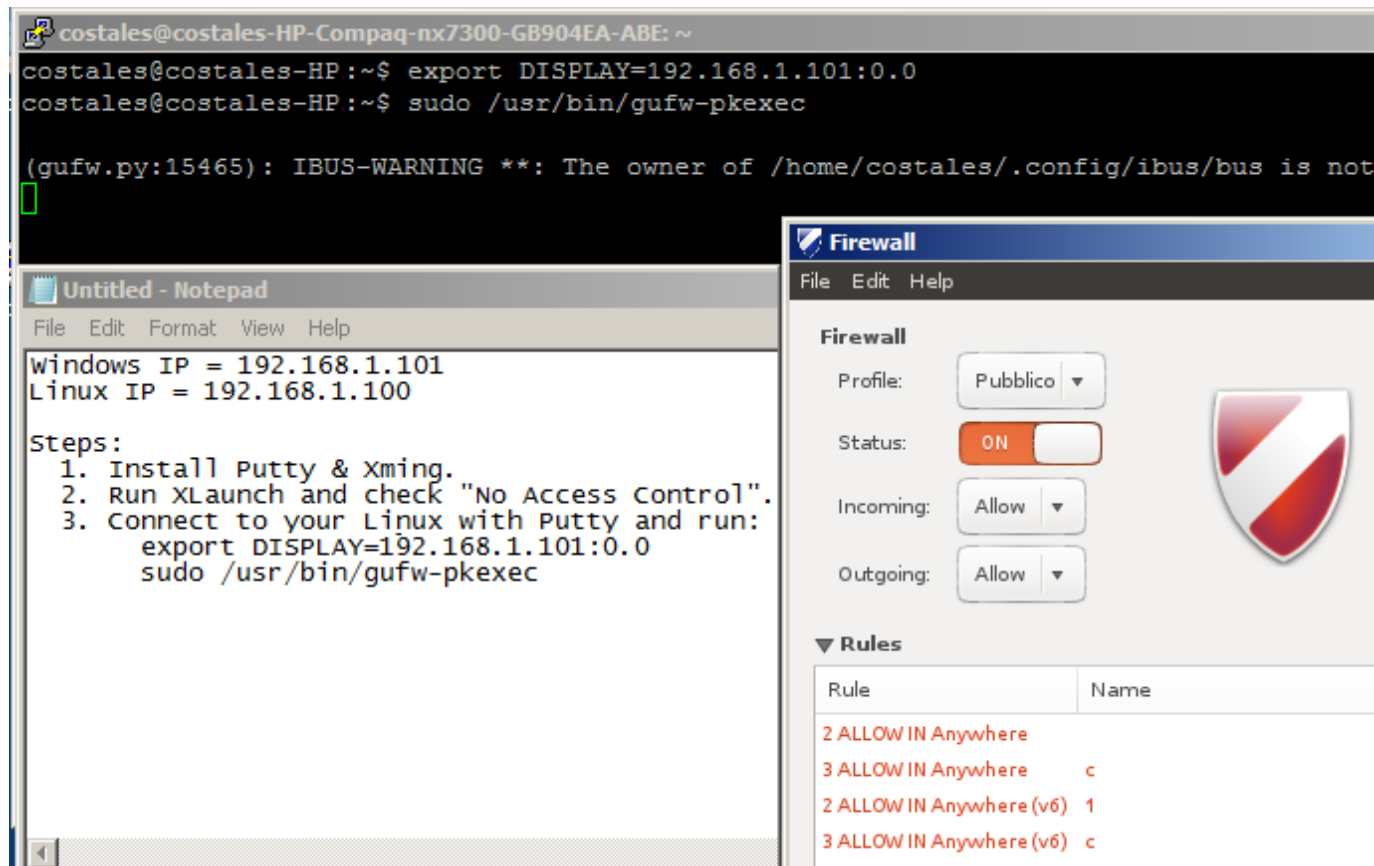 costales@costales-HP-Compaq-nx7300-GB904EA-ABE: ~
costales@costales-HP:~$ export DISPLAY=192.168.1.101:0.0
costales@costales-HP:~$ sudo /usr/bin/gufw-pkexec
(gufw.py:15465): IBUS-WARNING **: The owner of /home/costales/.config/ibus/bus is not
Untitled - Notepad
File Edit Format View Help
Windows IP = 192.168.1.101
Linux IP = 192.168.1.100
Steps:
1. Install Putty & Xming.
2. Run XLaunch and check "No Access Control".
3. Connect to your Linux with Putty and run:
export DISPLAY=192.168.1.101:0.0
sudo /usr/bin/gufw-pkexec
Firewall
File Edit Help
Firewall
Profile: Pubblico
Status: ON
Incoming: Allow
Outgoing: Allow
Rules
Rule Name
2 ALLOW IN Anywhere
3 ALLOW IN Anywhere c
2 ALLOW IN Anywhere (v6) 1
3 ALLOW IN Anywhere (v6) c